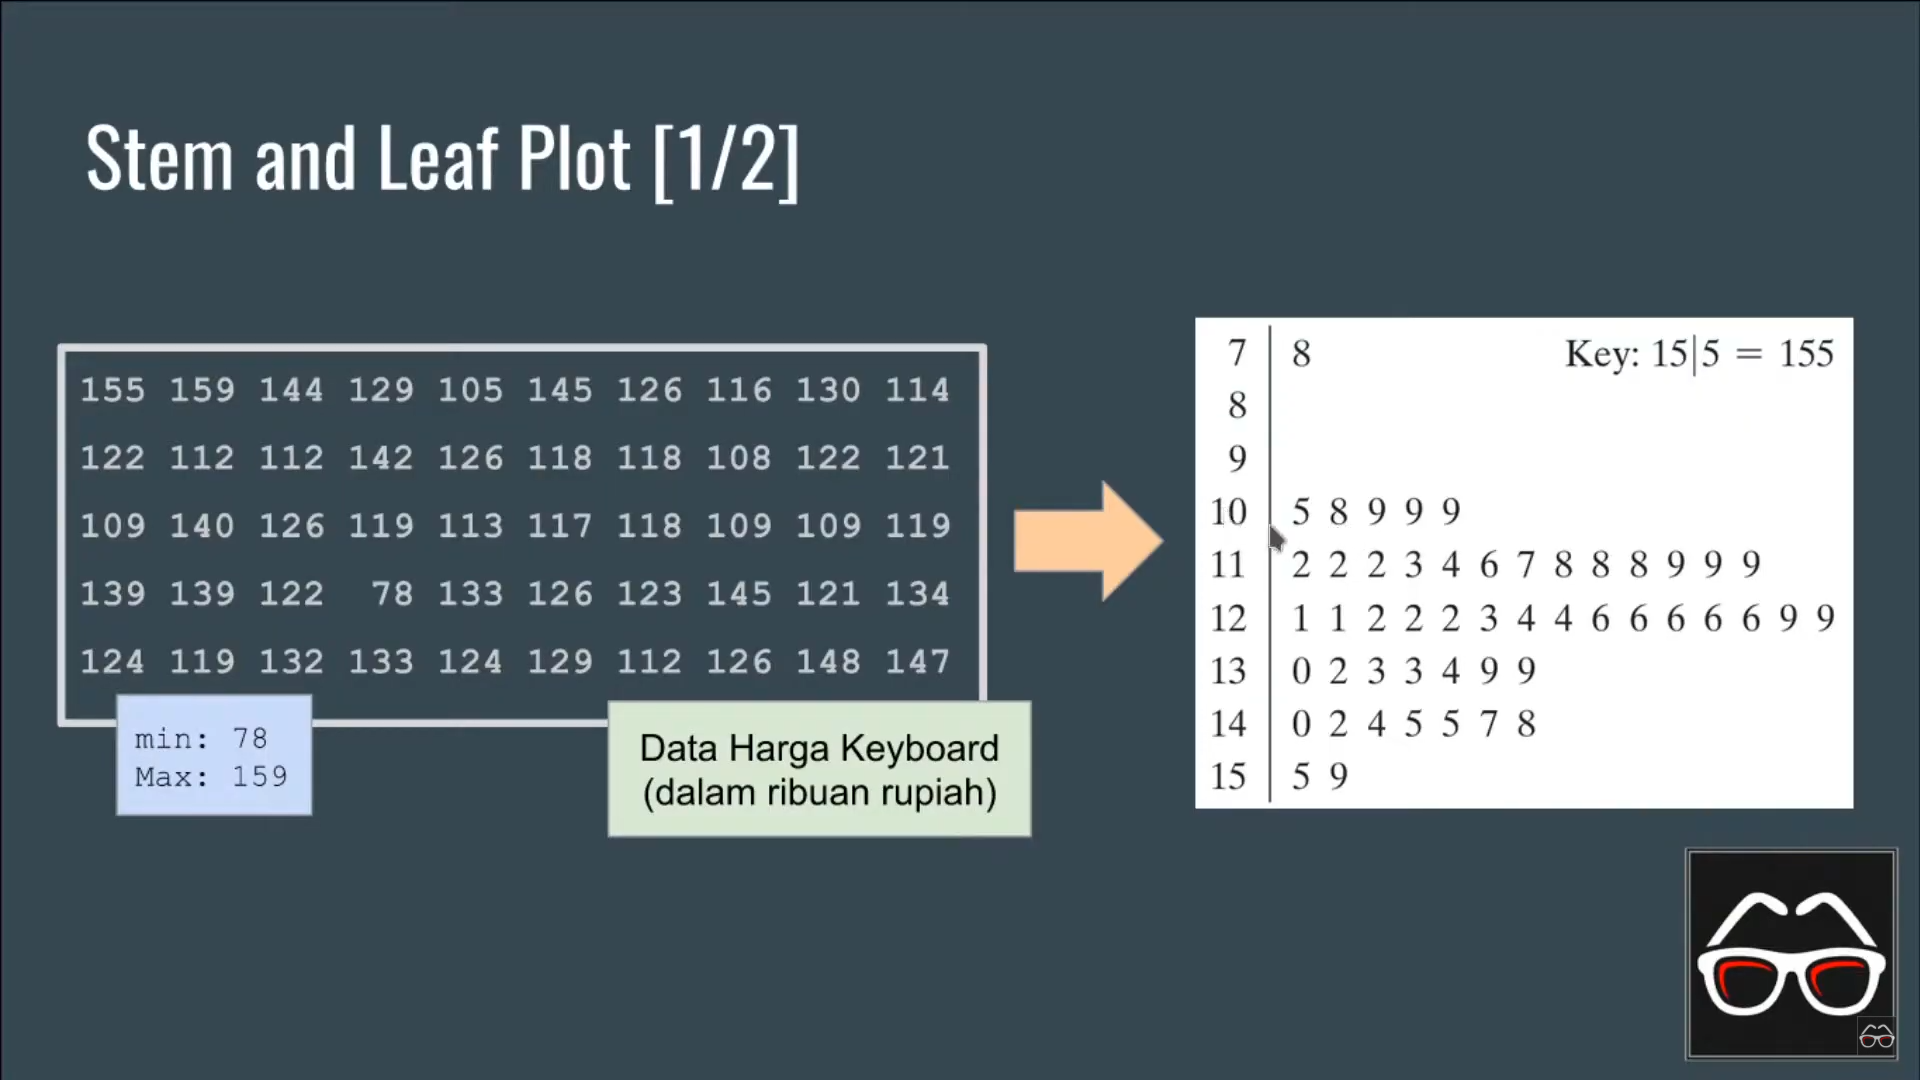 Stem and Leaf Plot [1/2]
155 159 144 129 105 145 126 116 130 114
122 112 112 142 126 118 118 108 122 121
109 140 126 119 113 117 118 109 109 119
139 139 122 78 133 126 123 145 121 134
124 119 132 133 124 129 112 126 148 147
min: 78
Max: 159
Data Harga Keyboard
(dalam ribuan rupiah)
7 | 8 Key: 15|5 = 155
8 |
9 |
10 | 5 8 9 9 9
11 | 2 2 2 3 4 6 7 8 8 8 9 9 9
12 | 1 1 2 2 2 3 4 4 6 6 6 6 6 9 9
13 | 0 2 3 3 4 9 9
14 | 0 2 4 5 5 7 8
15 | 5 9